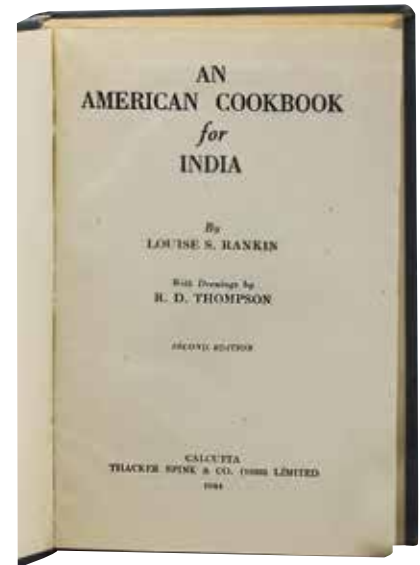 AN
AMERICAN COOKBOOK
for
INDIA
By
LOUISE S. RANKIN
With Drawings by
R. D. THOMPSON
SECOND EDITION
CALCUTTA
THACKER SPINK & CO. (1933) LIMITED
1944